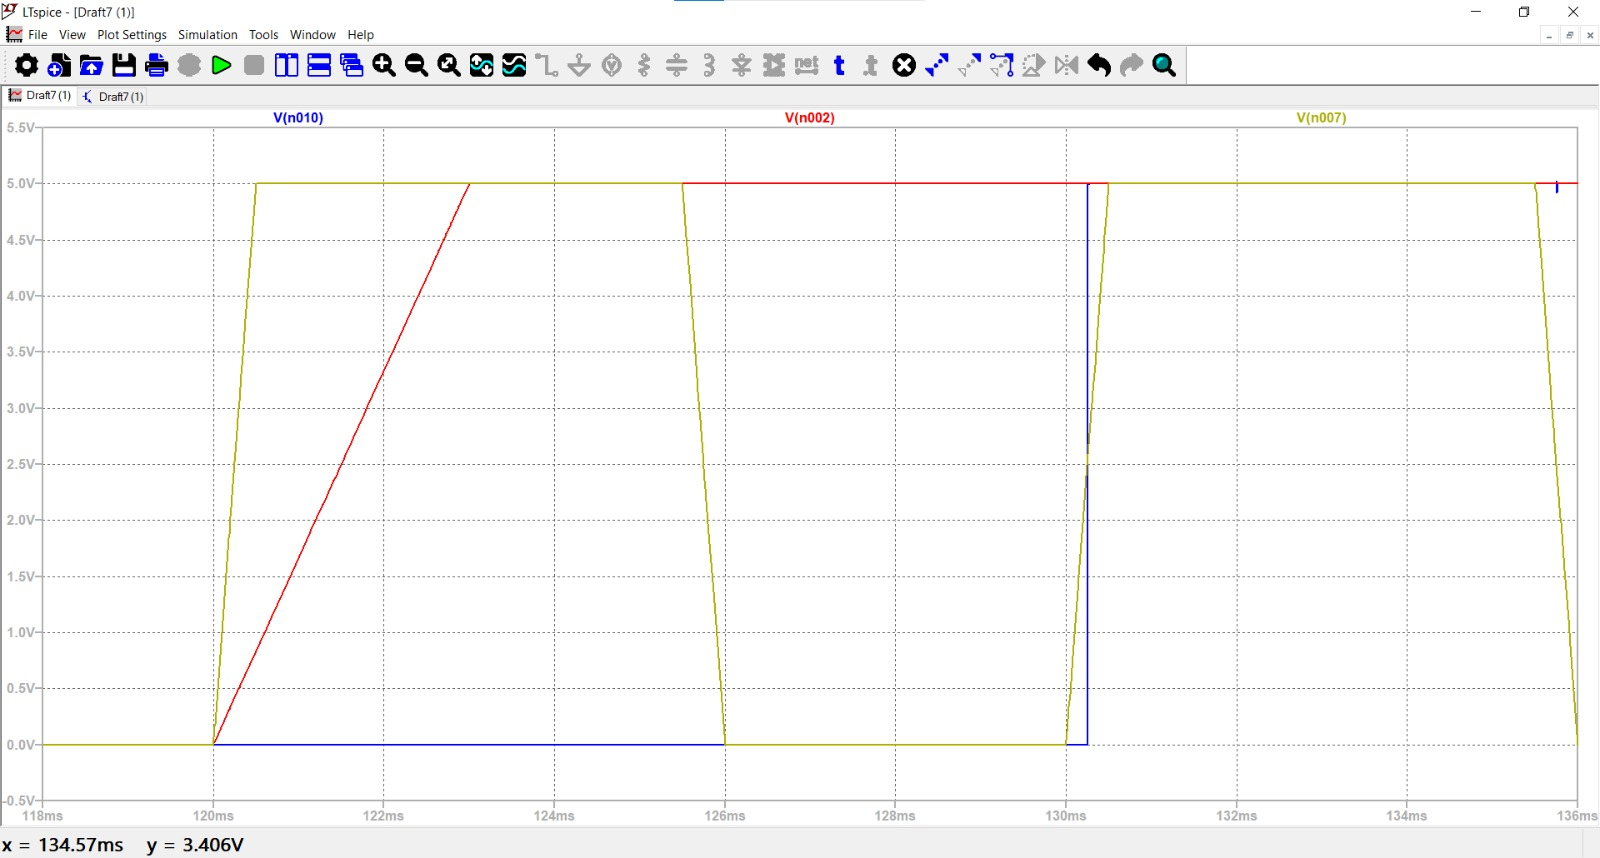 LTspice - [Draft7 (1)]
File View Plot Settings Simulation Tools Window Help
net t t
Draft7 (1) Draft7 (1)
V(n010) V(n002) V(n007)
5.5V
5.0V
4.5V
4.0V
3.5V
3.0V
2.5V
2.0V
1.5V
1.0V
0.5V
0.0V
-0.5V
118ms 120ms 122ms 124ms 126ms 128ms 130ms 132ms 134ms 136ms
x = 134.57ms y = 3.406V